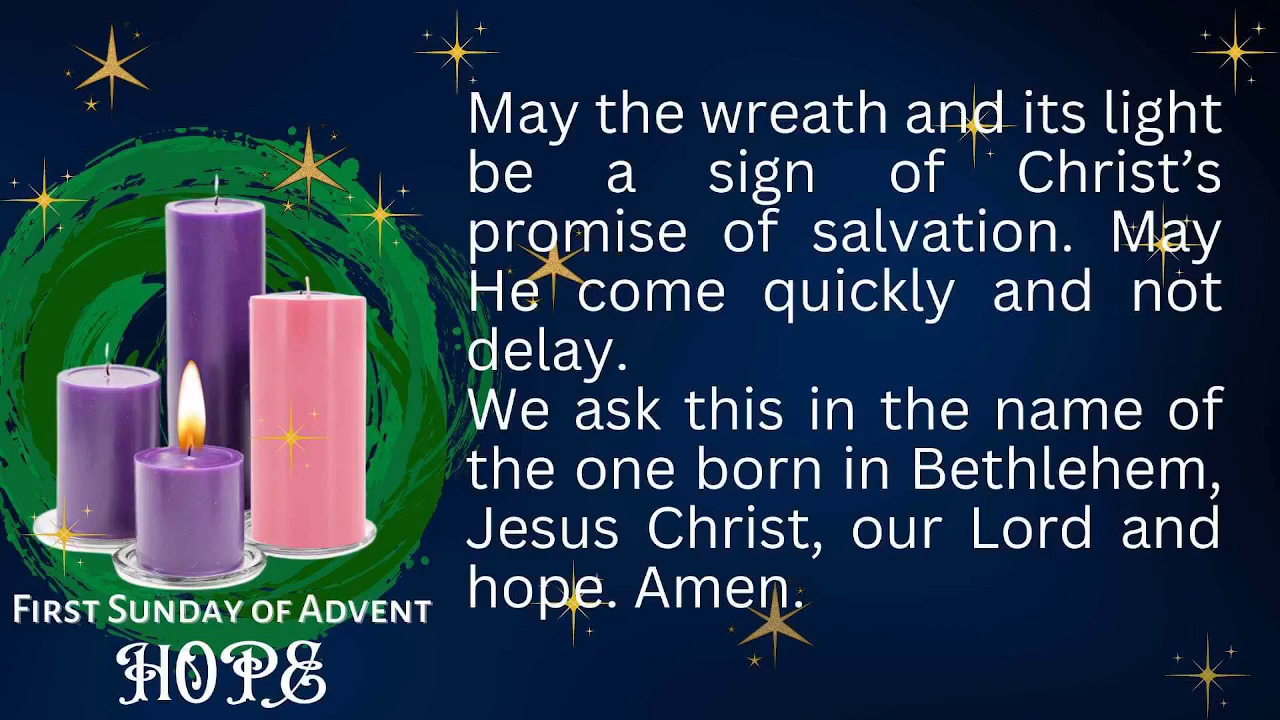 May the wreath and its light
be a sign of Christ’s
promise of salvation. May
He come quickly and not
delay.
We ask this in the name of
the one born in Bethlehem,
Jesus Christ, our Lord and
hope. Amen.
First Sunday of Advent
HOPE